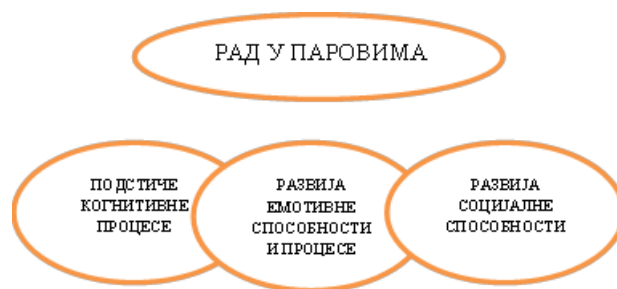 РАД У ПАРОВИМА
ПОДСТИЧЕ
КОГНИТИВНЕ
ПРОЦЕСЕ
РАЗВИЈА
ЕМОТИВНЕ
СПОСОБНОСТИ
И ПРОЦЕСЕ
РАЗВИЈА
СОЦИЈАЛНЕ
СПОСОБНОСТИ